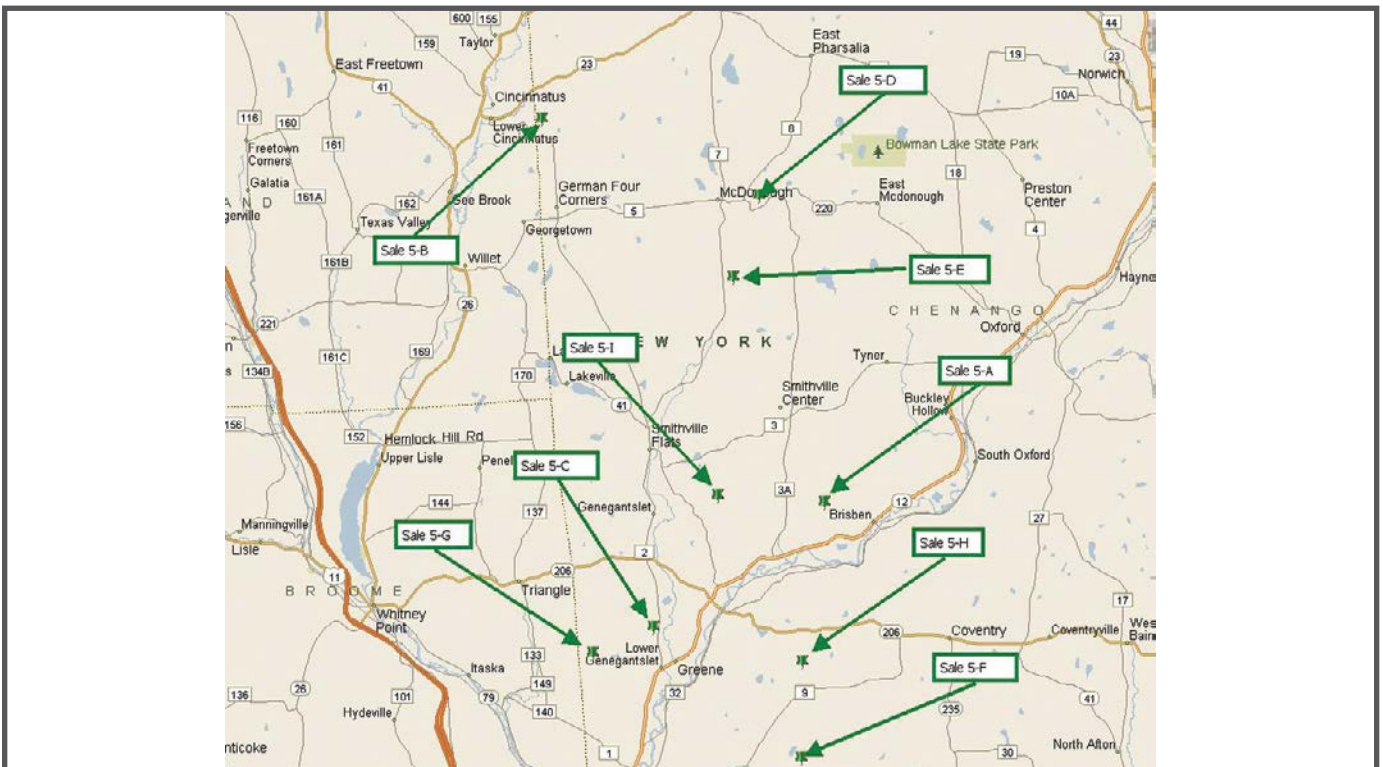 600
155
44
159
Taylor
East
Pharsalia
19
23
East Freetown
23
Norwich
41
Sale 5-D
Cincinnatus
10A
116
160
Lower
Cincinnatus
8
161
Freetown
Corners
Bowman Lake State Park
7
18
Galatia
German Four
Corners
McDonough
East
Mcdonough
Preston
Center
161A
162
Gee Brook
5
220
Texas Valley
Georgetown
4
Sale 5-B
Willet
161B
Sale 5-E
26
CHENANGO
221
Oxford
Sale 5-I
EW YORK
161C
169
Tyner
134B
170
Lakeville
Sale 5-A
Smithville
Center
41
Buckley
Hollow
156
3
152
Hemlock Hill Rd
Smithville
Flats
Upper Lisle
Sale 5-C
South Oxford
3A
144
12
137
Genegantslet
Brisben
27
Manningville
Sale 5-G
Lisle
2
Sale 5-H
11
206
BROOME
Triangle
17
Whitney
Point
206
Coventry
Coventryville
133
Lower
Genegantslet
Sale 5-F
Itaska
Greene
149
136
26
101
79
32
9
41
140
235
Hydeville
1
30
North Afton